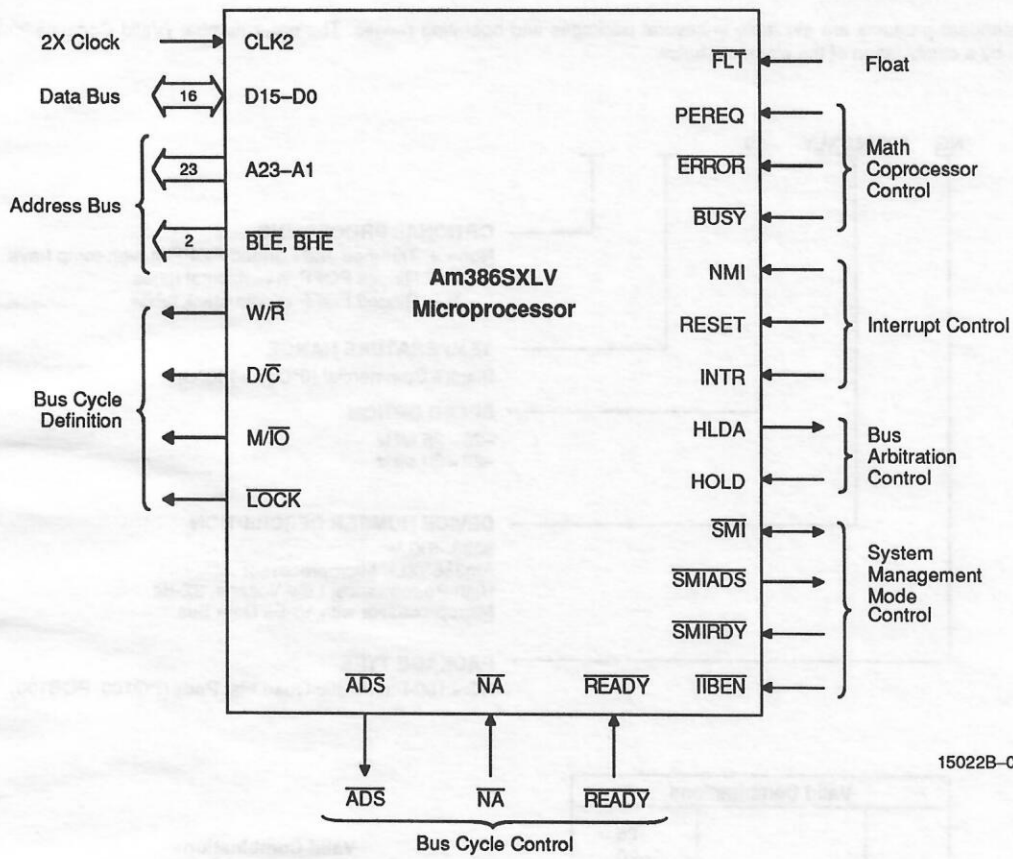 2X Clock
CLK2
Data Bus
16
D15–D0
Address Bus
23
A23–A1
2
BLE, BHE
Bus Cycle
Definition
W/R
D/C
M/IO
LOCK
Am386SXLV
Microprocessor
FLT
Float
PEREQ
ERROR
BUSY
Math
Coprocessor
Control
NMI
RESET
INTR
Interrupt Control
HLDA
HOLD
Bus
Arbitration
Control
SMI
SMIADS
SMIRDY
IIBEN
System
Management
Mode
Control
ADS NA READY
ADS NA READY
Bus Cycle Control
15022B–0